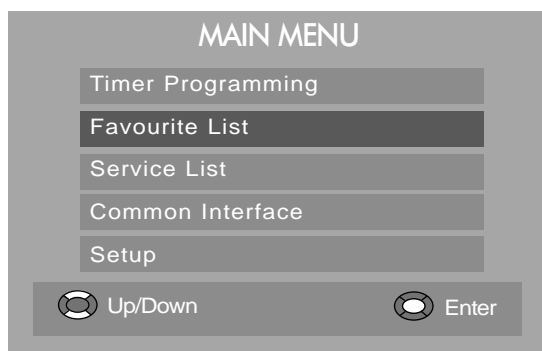 MAIN MENU
Timer Programming
Favourite List
Service List
Common Interface
Setup
Up/Down Enter